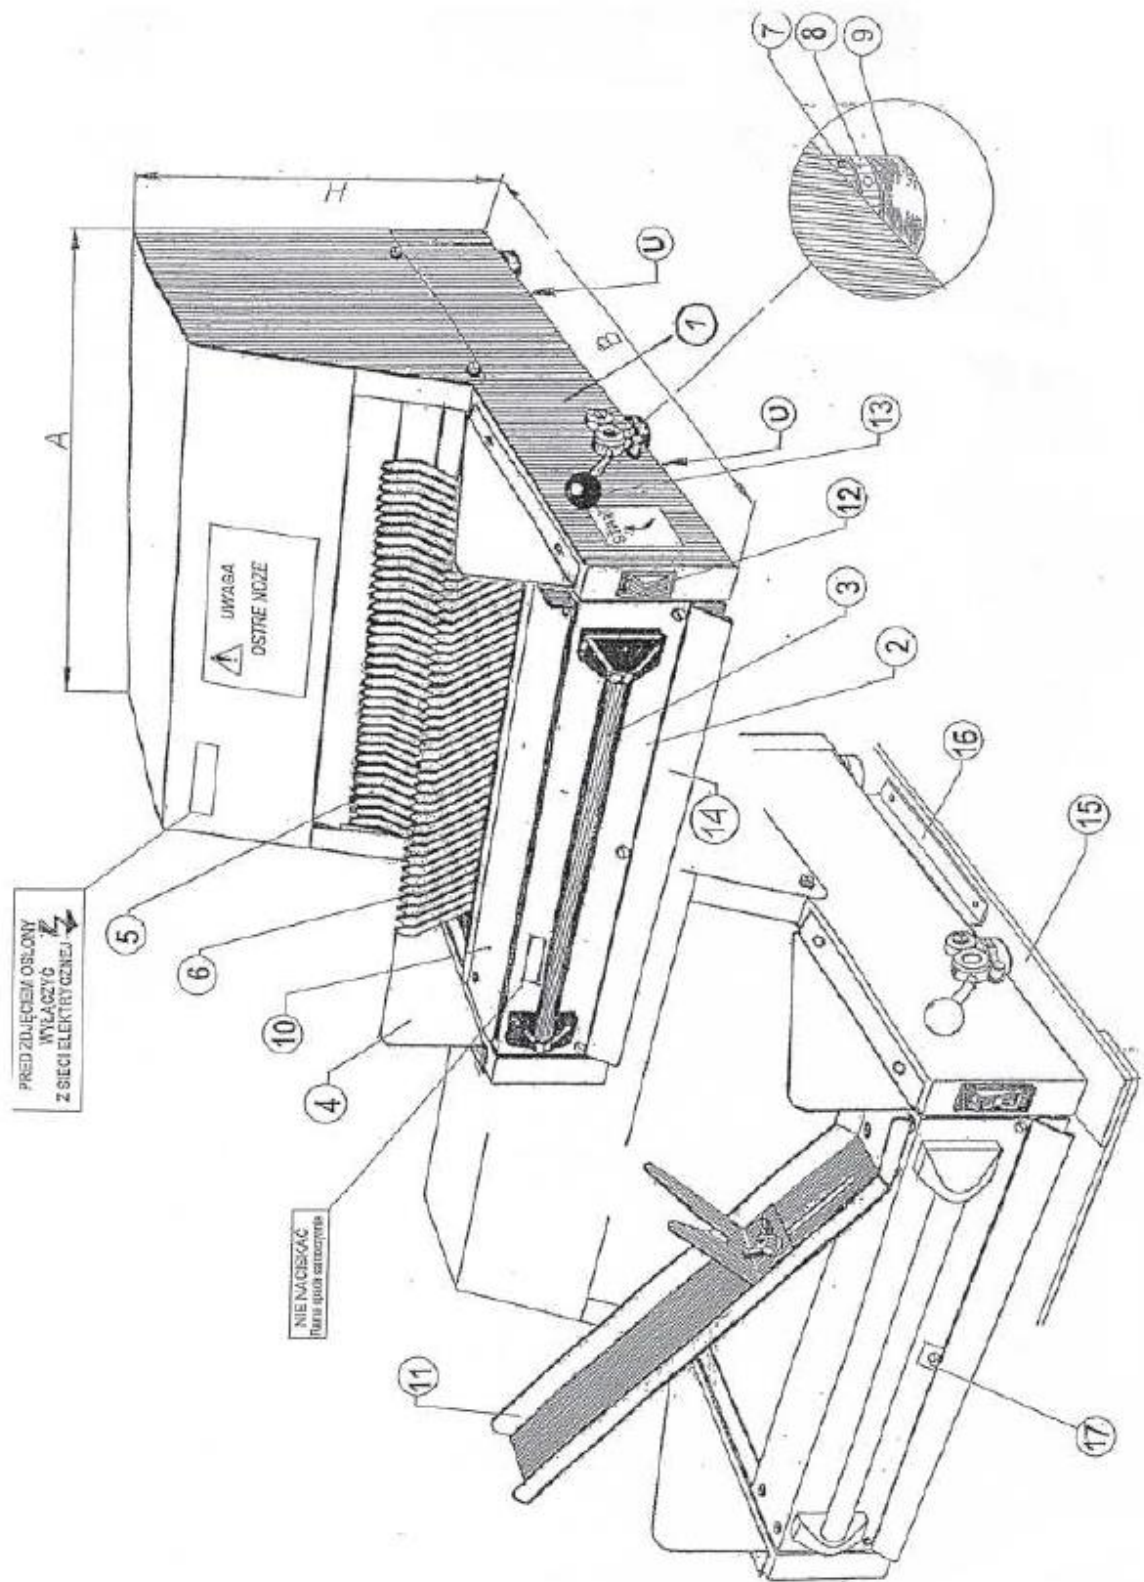 PRED ZDJĘCIEM OSŁONY
WYŁĄCZYĆ
Z SIECI ELEKTRYCZNEJ
NIE NACISKAĆ
UWAGA
OSTRE NOŻE
A
H
B
U
U
1
2
3
4
5
6
7
8
9
10
11
12
13
14
15
16
17